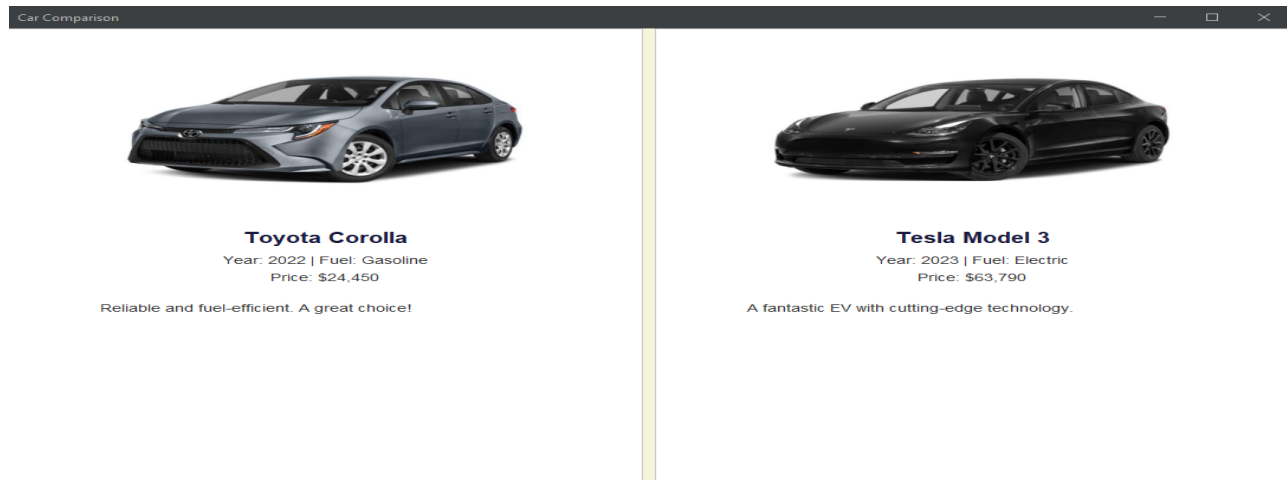 Car Comparison
Toyota Corolla
Year: 2022 | Fuel: Gasoline
Price: $24,450
Reliable and fuel-efficient. A great choice!
Tesla Model 3
Year: 2023 | Fuel: Electric
Price: $63,790
A fantastic EV with cutting-edge technology.